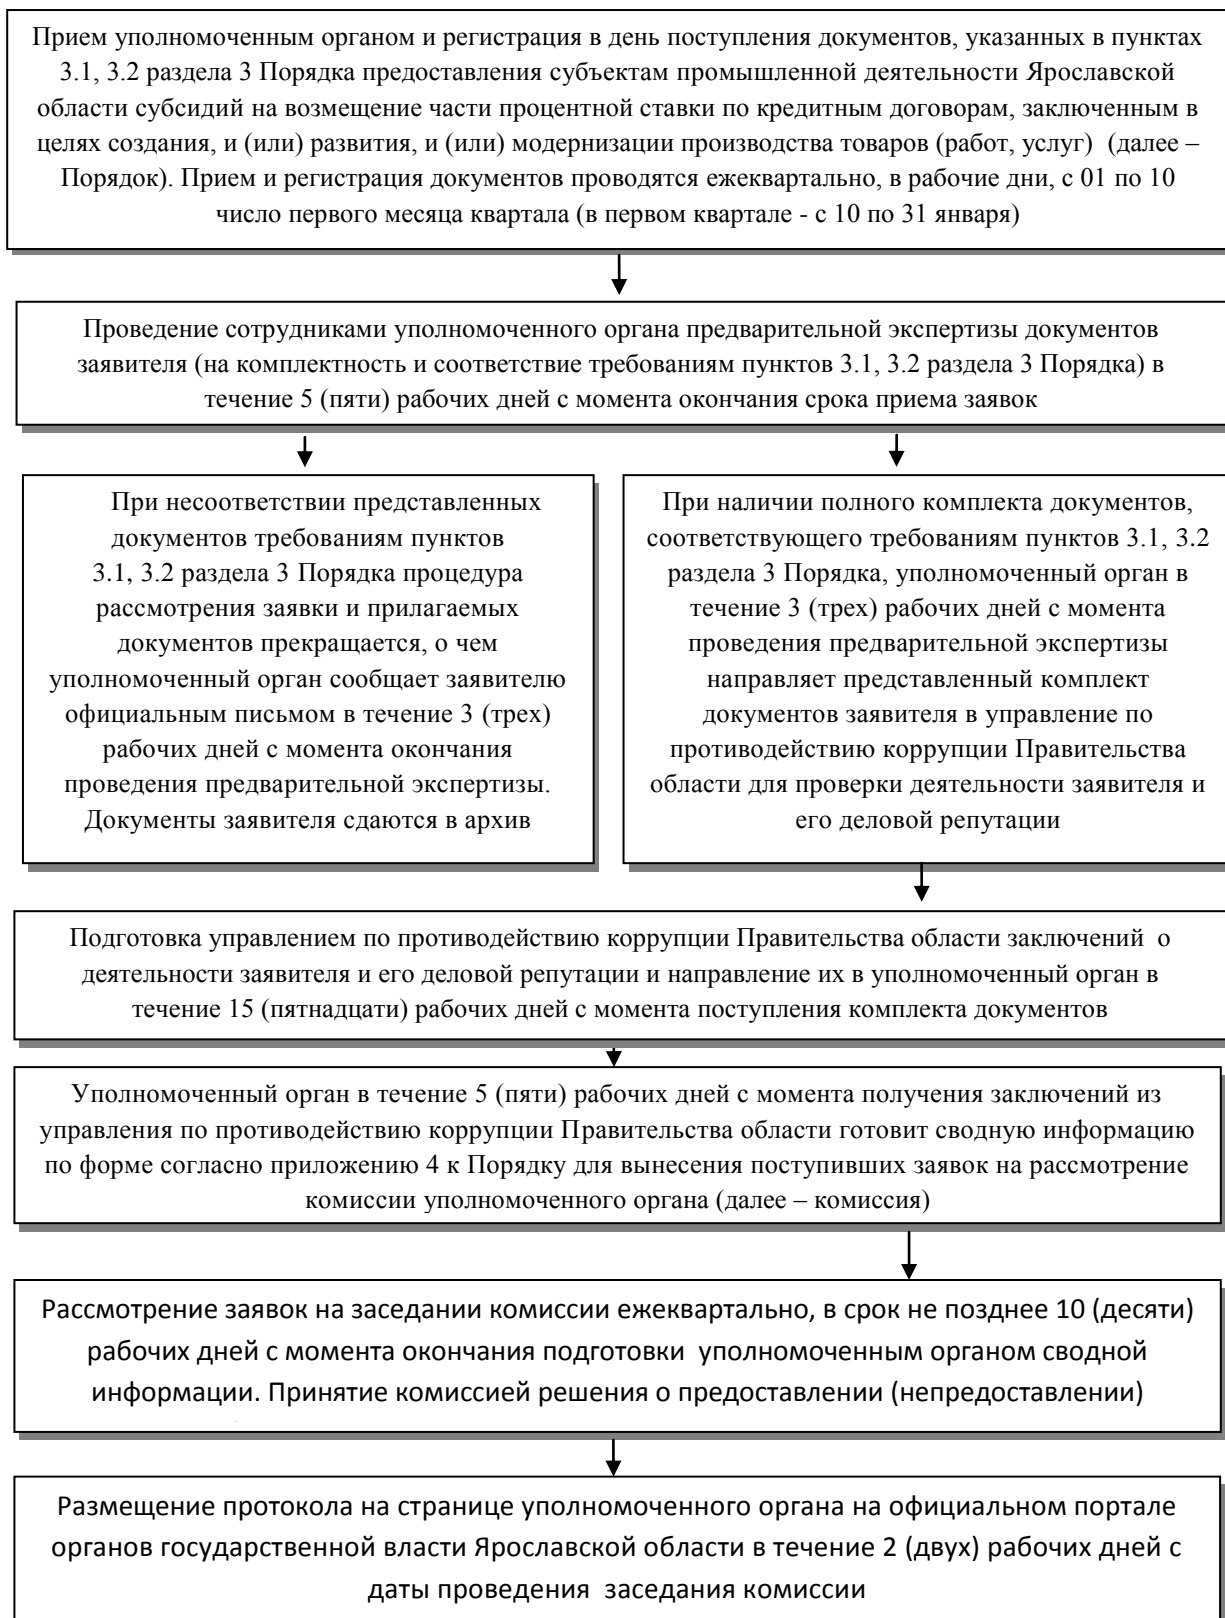 Прием уполномоченным органом и регистрация в день поступления документов, указанных в пунктах
3.1, 3.2 раздела 3 Порядка предоставления субъектам промышленной деятельности Ярославской
области субсидий на возмещение части процентной ставки по кредитным договорам, заключенным в
целях создания, и (или) развития, и (или) модернизации производства товаров (работ, услуг) (далее –
Порядок). Прием и регистрация документов проводятся ежеквартально, в рабочие дни, с 01 по 10
число первого месяца квартала (в первом квартале - с 10 по 31 января)
Проведение сотрудниками уполномоченного органа предварительной экспертизы документов
заявителя (на комплектность и соответствие требованиям пунктов 3.1, 3.2 раздела 3 Порядка) в
течение 5 (пяти) рабочих дней с момента окончания срока приема заявок
При несоответствии представленных
документов требованиям пунктов
3.1, 3.2 раздела 3 Порядка процедура
рассмотрения заявки и прилагаемых
документов прекращается, о чем
уполномоченный орган сообщает заявителю
официальным письмом в течение 3 (трех)
рабочих дней с момента окончания
проведения предварительной экспертизы.
Документы заявителя сдаются в архив
При наличии полного комплекта документов,
соответствующего требованиям пунктов 3.1, 3.2
раздела 3 Порядка, уполномоченный орган в
течение 3 (трех) рабочих дней с момента
проведения предварительной экспертизы
направляет представленный комплект
документов заявителя в управление по
противодействию коррупции Правительства
области для проверки деятельности заявителя и
его деловой репутации
Подготовка управлением по противодействию коррупции Правительства области заключений о
деятельности заявителя и его деловой репутации и направление их в уполномоченный орган в
течение 15 (пятнадцати) рабочих дней с момента поступления комплекта документов
Уполномоченный орган в течение 5 (пяти) рабочих дней с момента получения заключений из
управления по противодействию коррупции Правительства области готовит сводную информацию
по форме согласно приложению 4 к Порядку для вынесения поступивших заявок на рассмотрение
комиссии уполномоченного органа (далее – комиссия)
Рассмотрение заявок на заседании комиссии ежеквартально, в срок не позднее 10 (десяти)
рабочих дней с момента окончания подготовки уполномоченным органом сводной
информации. Принятие комиссией решения о предоставлении (непредоставлении)
Размещение протокола на странице уполномоченного органа на официальном портале
органов государственной власти Ярославской области в течение 2 (двух) рабочих дней с
даты проведения заседания комиссии